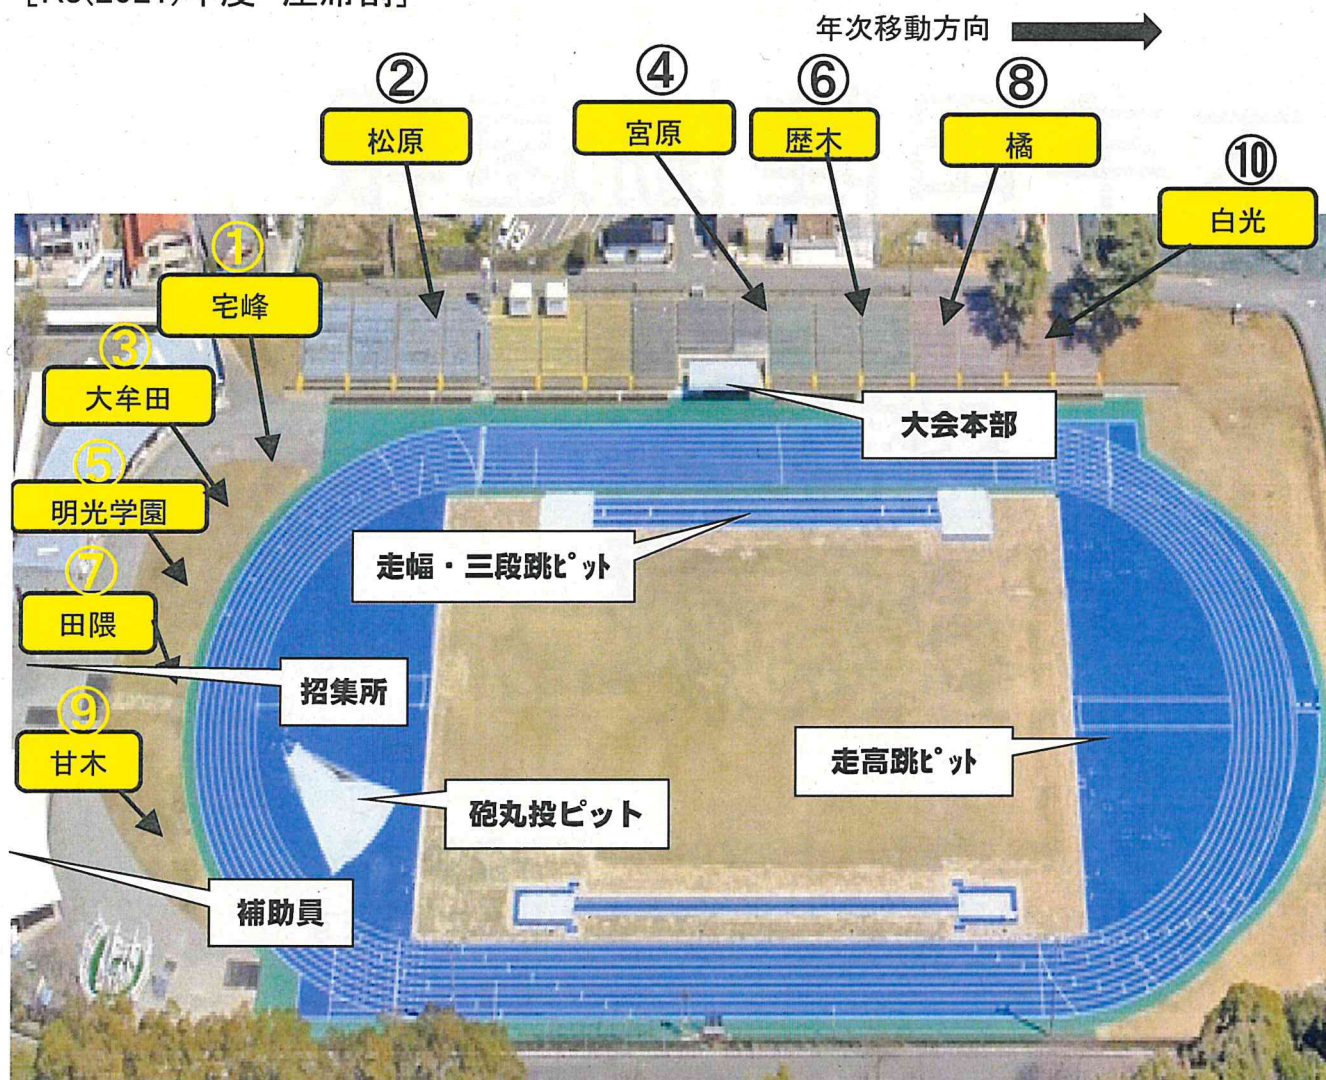 年次移動方向
②
松原
④
宮原
⑥
歴木
⑧
橘
⑩
白光
①
宅峰
③
大牟田
⑤
明光学園
⑦
田隈
⑨
甘木
大会本部
走幅・三段跳ﾋﾟｯﾄ
招集所
走高跳ﾋﾟｯﾄ
砲丸投ピット
補助員